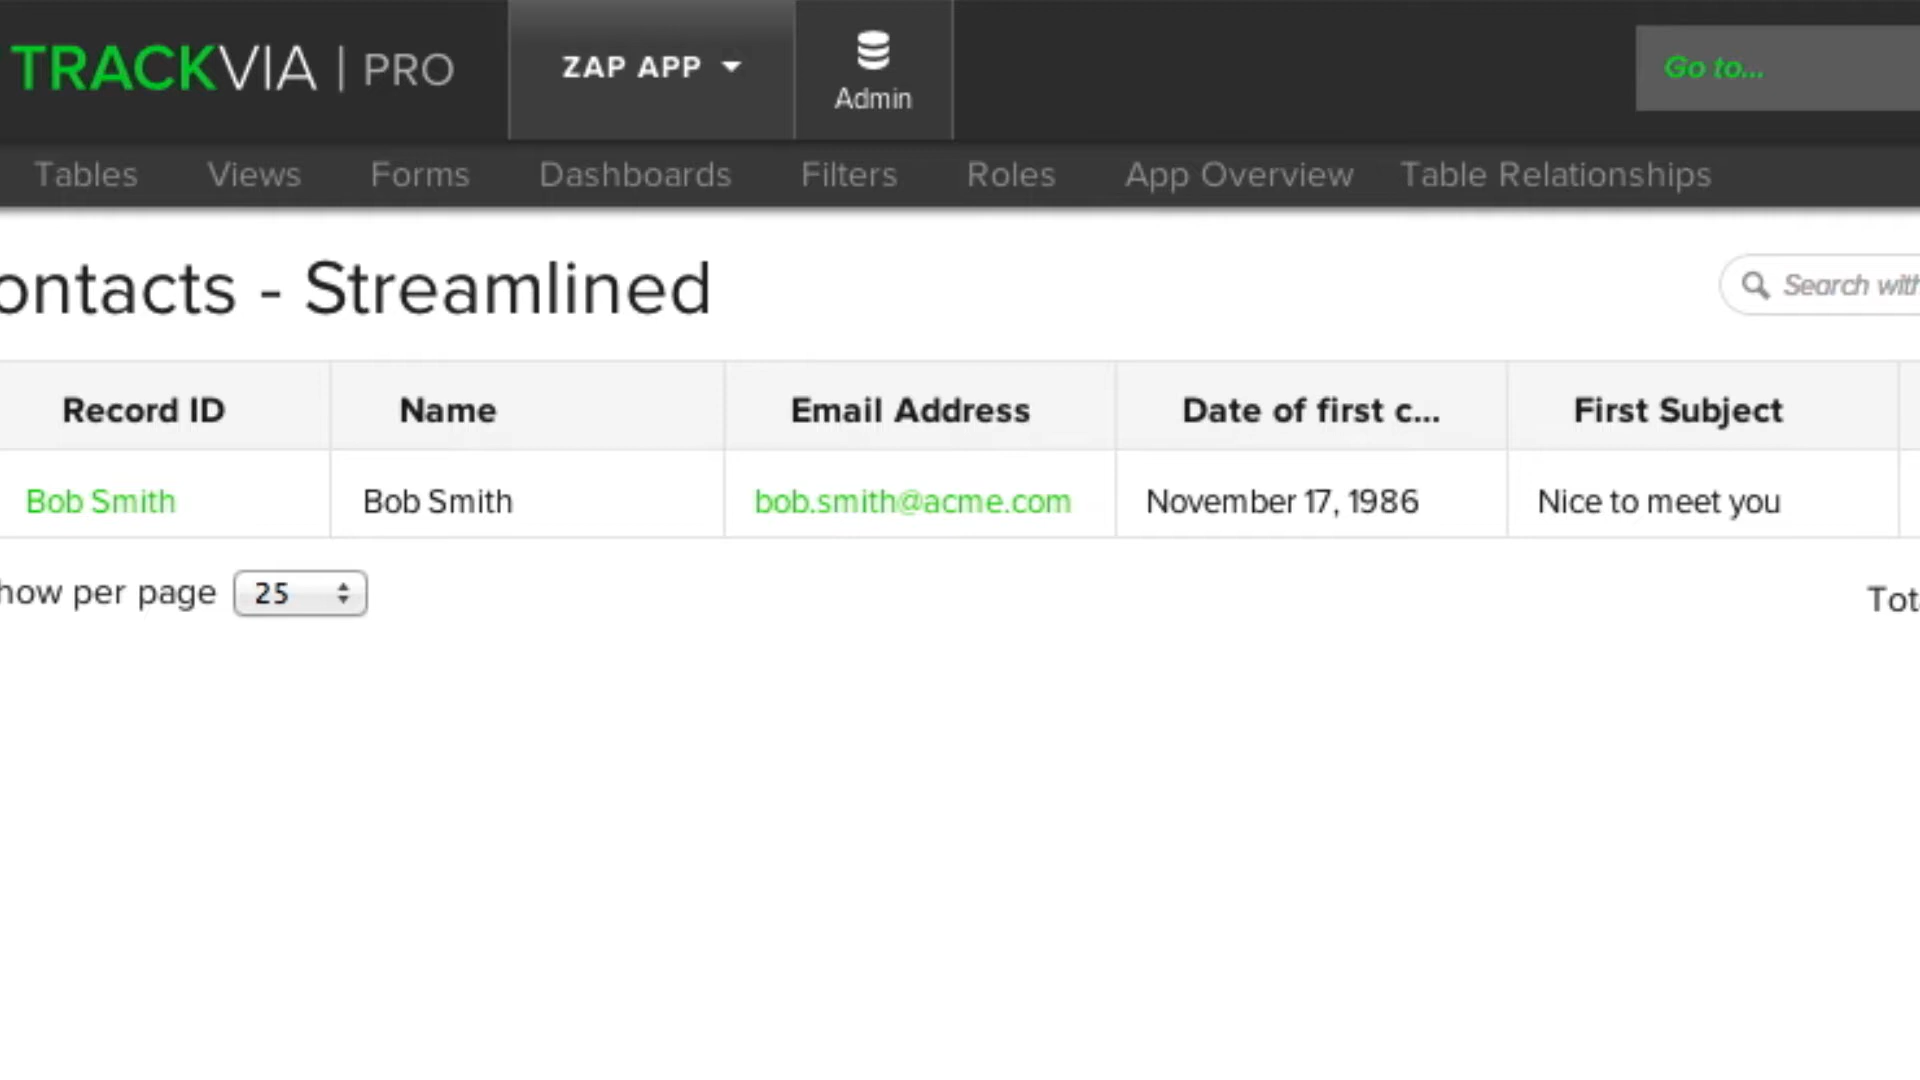 TRACKVIA | PRO ZAP APP Admin Go to...
Tables Views Forms Dashboards Filters Roles App Overview Table Relationships
ontacts - Streamlined Search with
Record ID Name Email Address Date of first c... First Subject
Bob Smith Bob Smith bob.smith@acme.com November 17, 1986 Nice to meet you
how per page 25 Tot